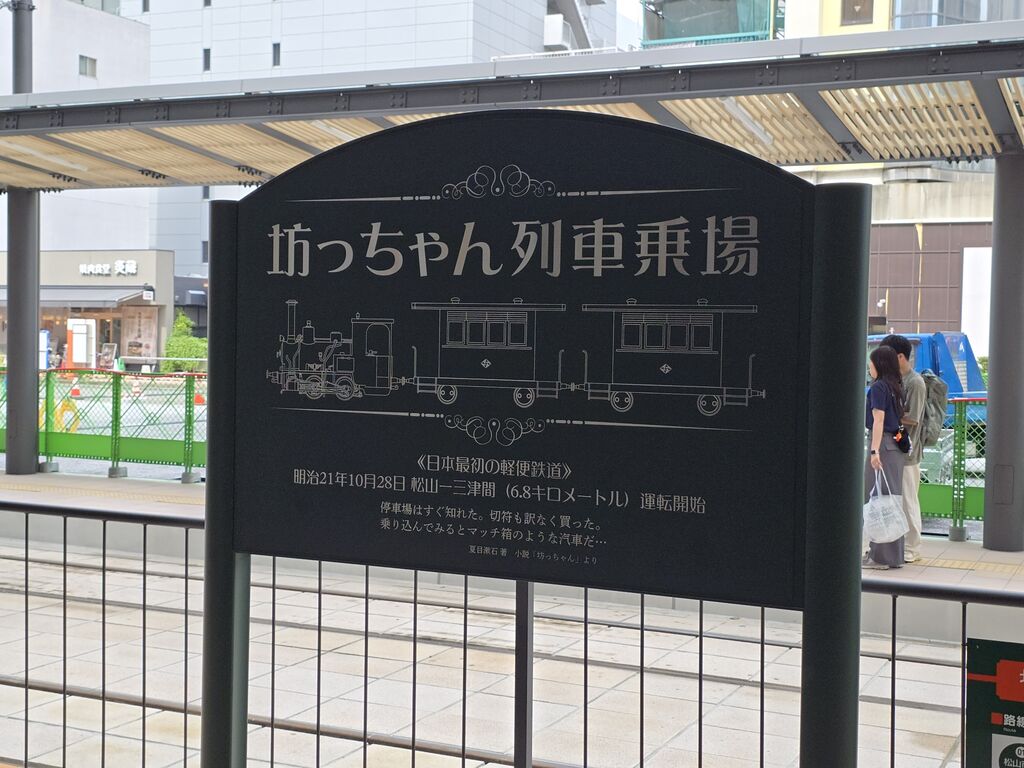 坊っちゃん列車乗場
《日本最初の軽便鉄道》
明治21年10月28日 松山ー三津間（6.8キロメートル）運転開始
停車場はすぐ知れた。切符も訳なく買った。
乗り込んでみるとマッチ箱のような汽車だ…
夏目漱石 著 小説「坊っちゃん」より
路線
松山